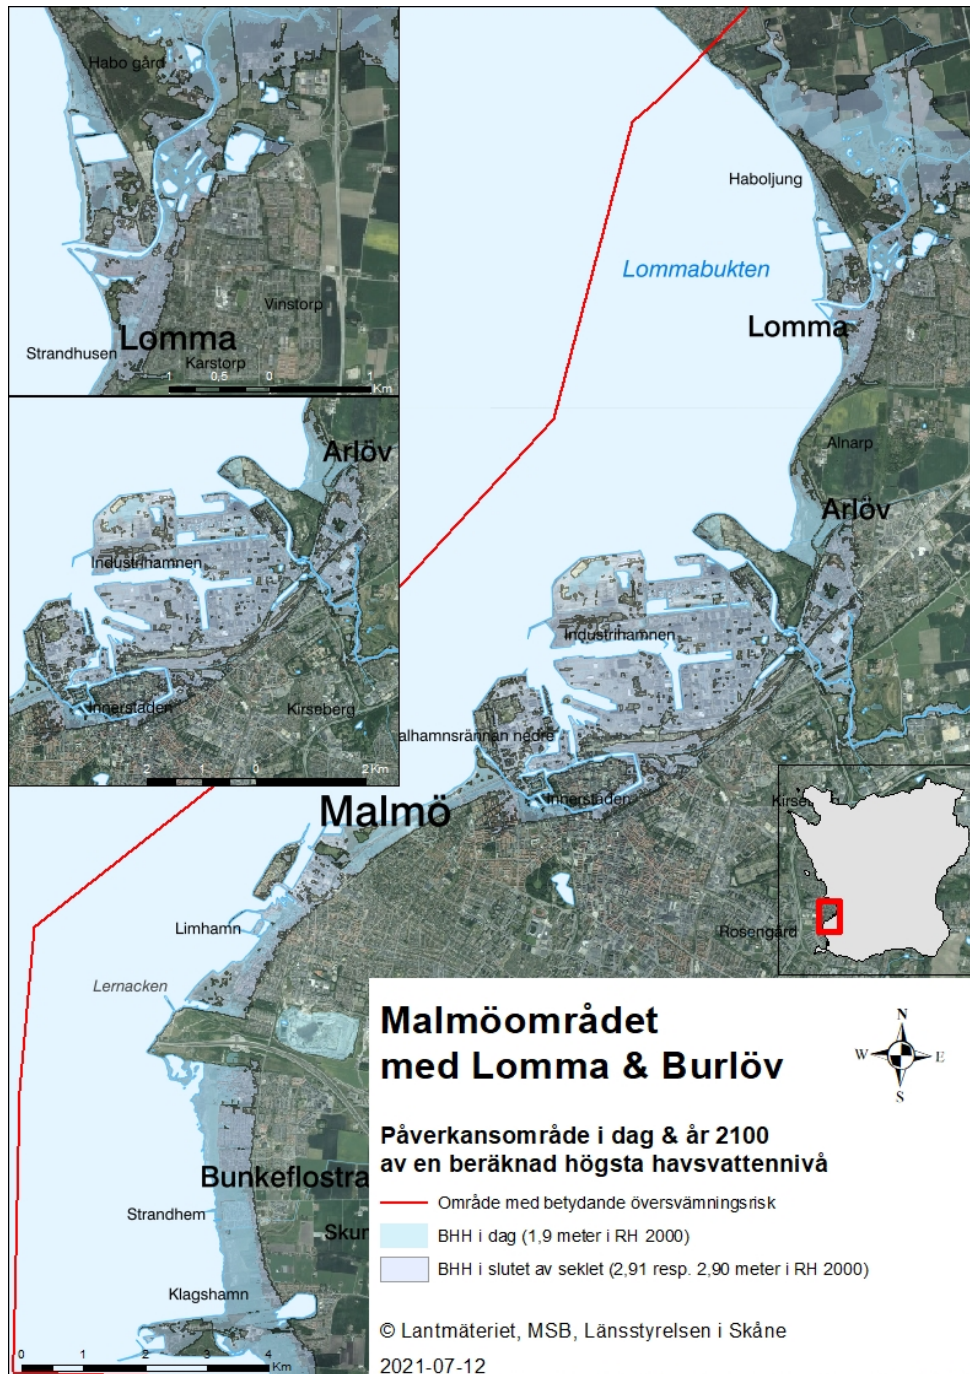 Habo gård
Vinstorp
Lomma
Strandhusen
Karstorp
1 0,5 0 1
Km
Arlöv
Industrihamnen
Innerstaden
Kirseberg
2 1 0 2 Km
Haboljung
Lommabukten
Lomma
Alnarp
Arlöv
Industrihamnen
alhamnsrännan nedre
Innerstaden
Malmö
Limhamn
Rosengård
Lernacken
Bunkeflostra
Strandhem
Skur
Klagshamn
0 1 2 3 4
Km
Malmöområdet
med Lomma & Burlöv
N
W E
S
Påverkansområde i dag & år 2100
av en beräknad högsta havsvattennivå
Område med betydande översvämningsrisk
BHH i dag (1,9 meter i RH 2000)
BHH i slutet av seklet (2,91 resp. 2,90 meter i RH 2000)
© Lantmäteriet, MSB, Länsstyrelsen i Skåne
2021-07-12